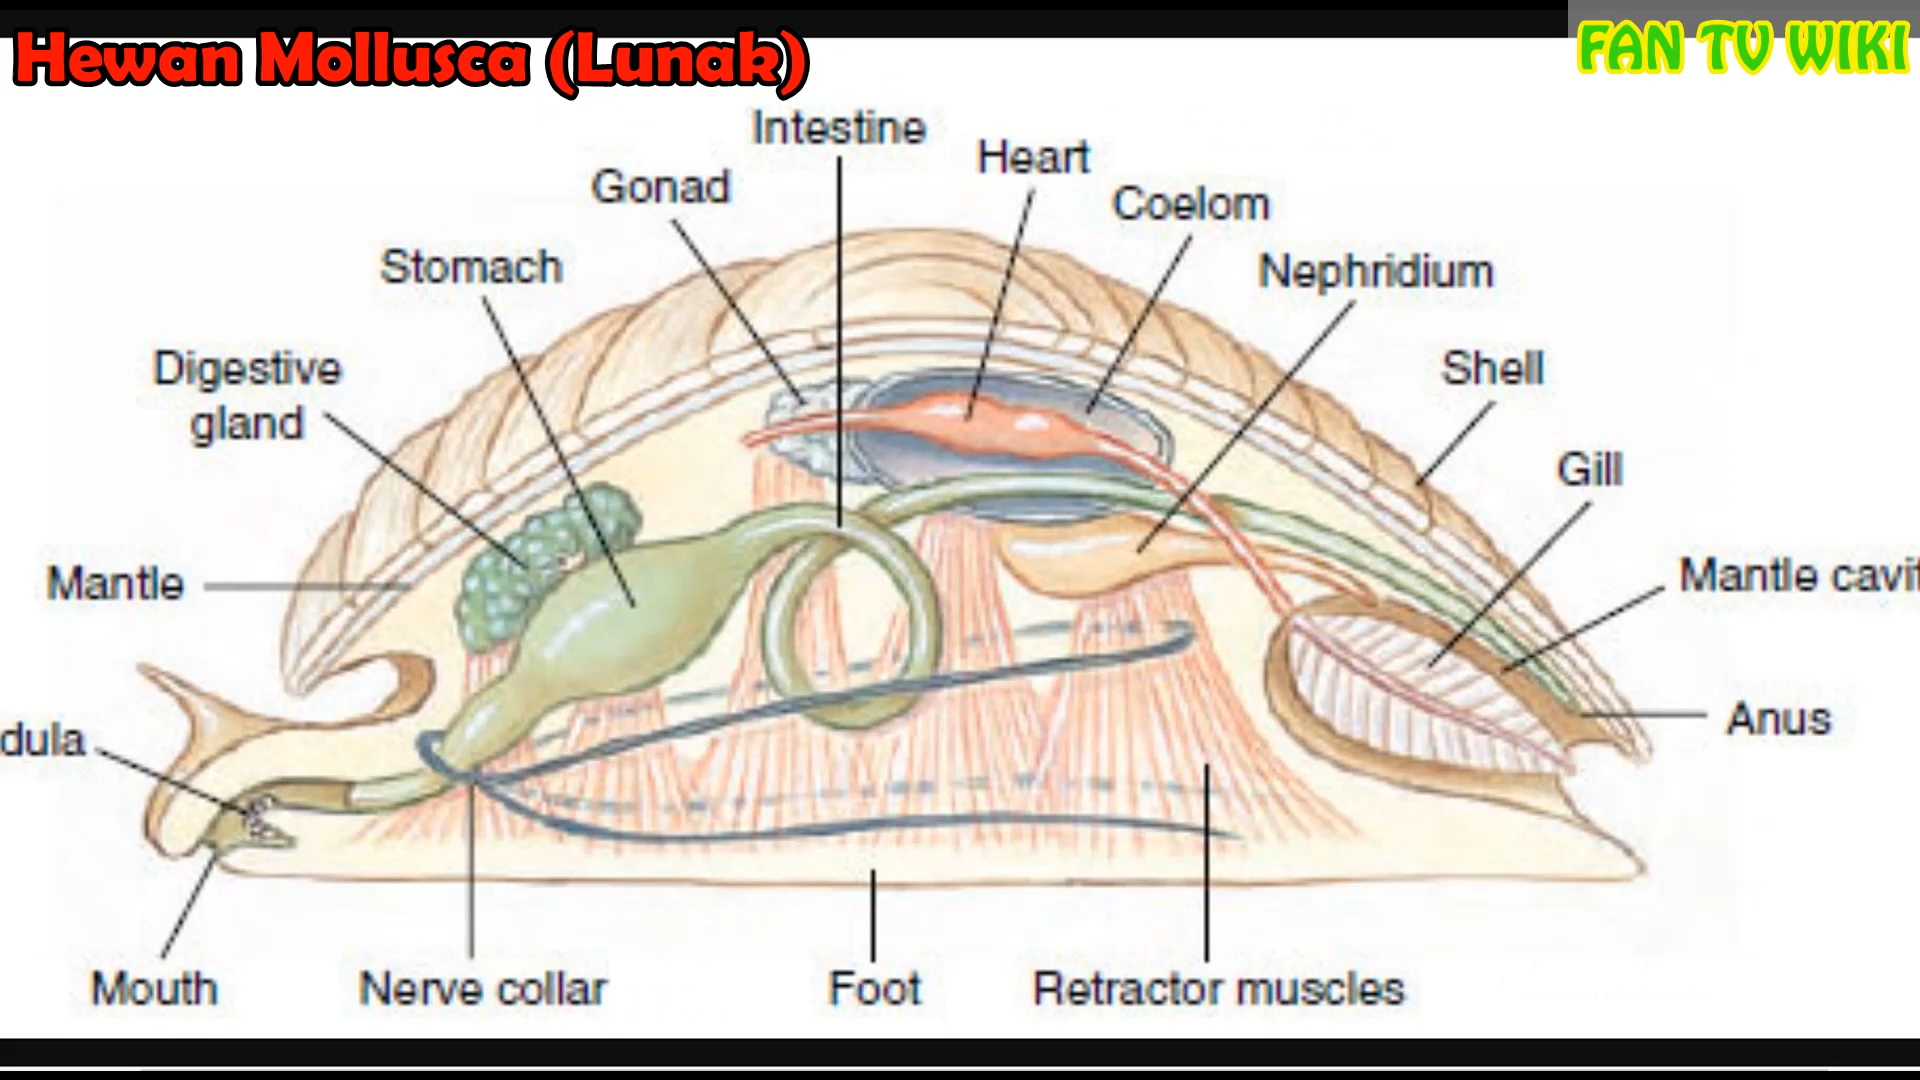 Hewan Mollusca (Lunak)
FAN TV WIKI
Intestine
Heart
Gonad
Coelom
Stomach
Nephridium
Digestive
gland
Shell
Gill
Mantle
Mantle cavi
dula
Anus
Mouth
Nerve collar
Foot
Retractor muscles